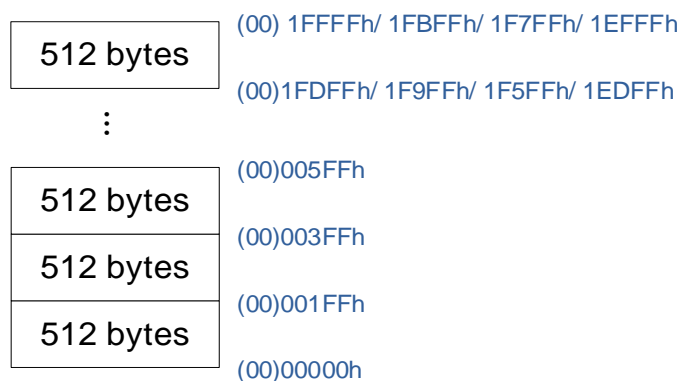 (00) 1FFFFh/ 1FBFFh/ 1F7FFh/ 1EFFFh
512 bytes
(00)1FDFFh/ 1F9FFh/ 1F5FFh/ 1EDFFh
⋮
(00)005FFh
512 bytes
(00)003FFh
512 bytes
(00)001FFh
512 bytes
(00)00000h